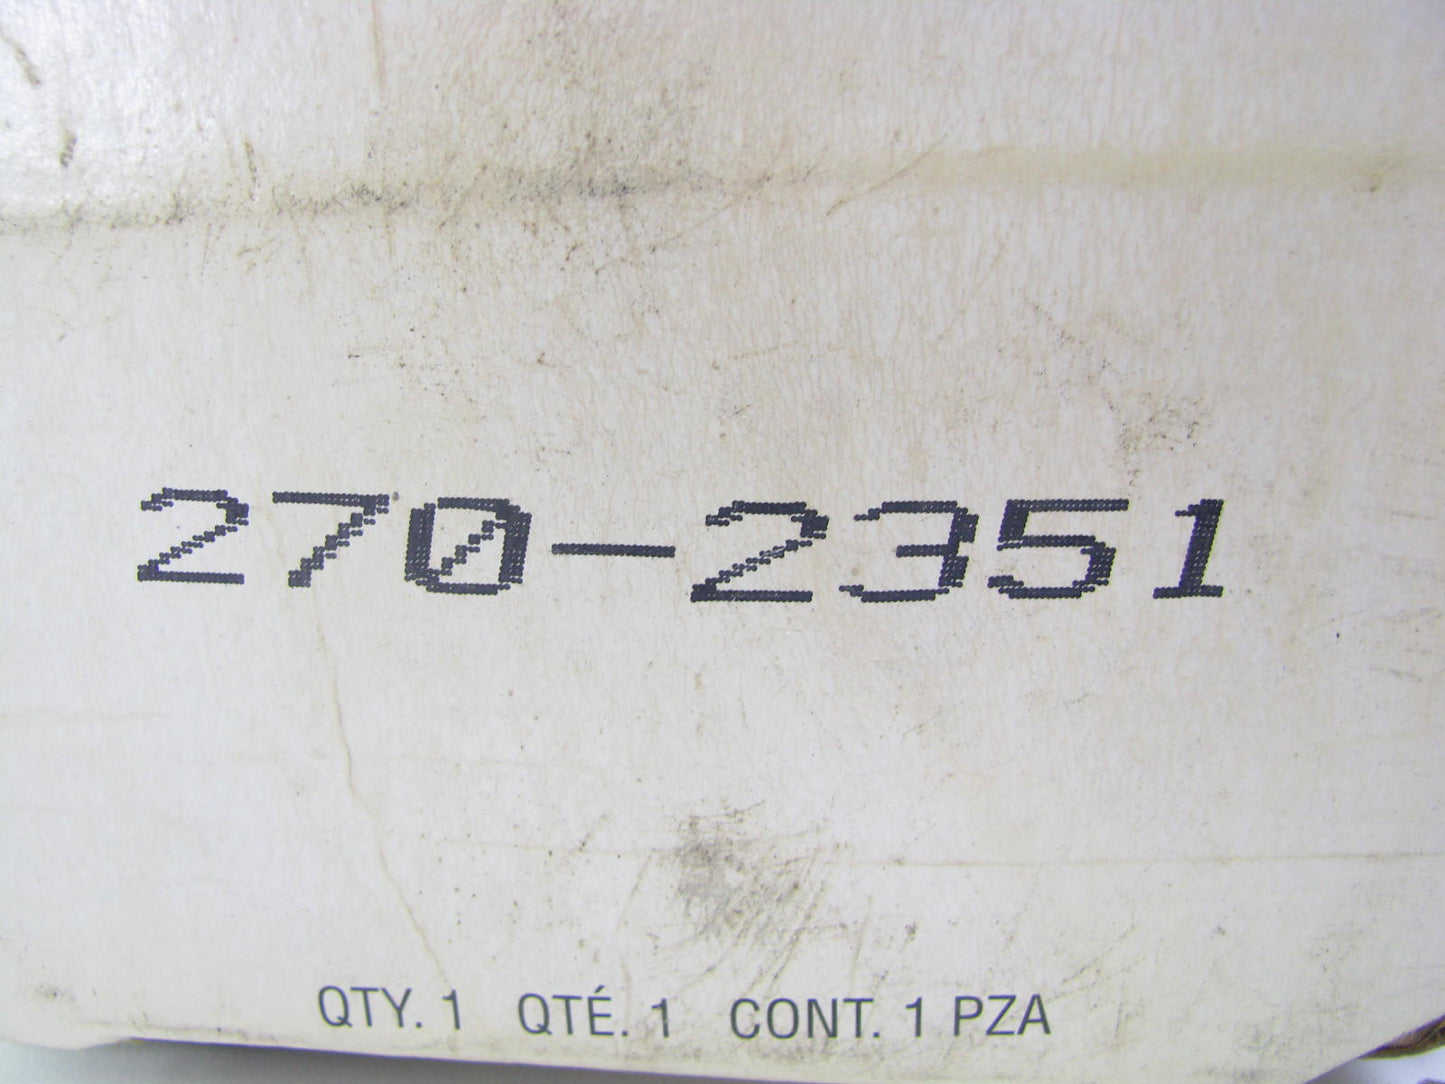 270-2351
QTY. 1 QTÉ. 1 CONT. 1 PZA